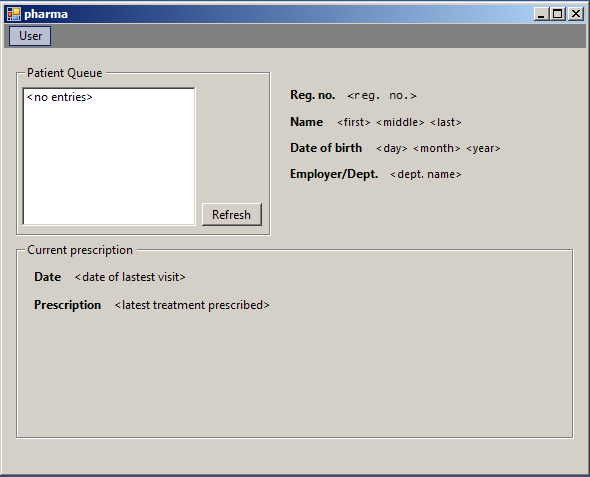 pharma
User
Patient Queue
<no entries>
Refresh
Reg. no. <reg. no.>
Name <first> <middle> <last>
Date of birth <day> <month> <year>
Employer/Dept. <dept. name>
Current prescription
Date <date of lastest visit>
Prescription <latest treatment prescribed>